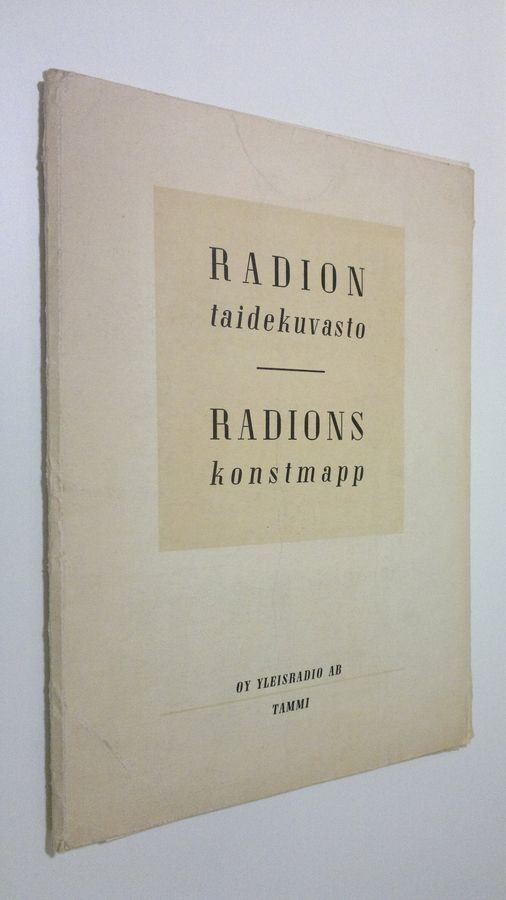 RADION
taidekuvasto
RADIONS
konstmapp
OY YLEISRADIO AB
TAMMI